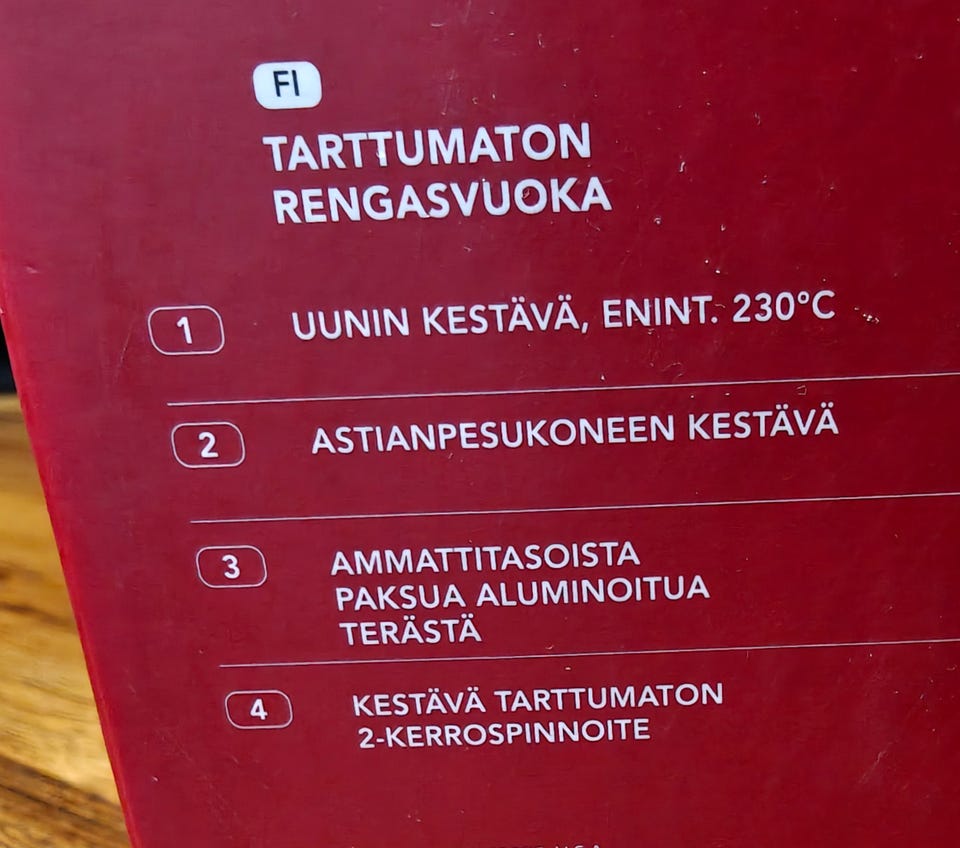 FI
TARTTUMATON
RENGASVUOKA
1 UUNIN KESTÄVÄ, ENINT. 230°C
2 ASTIANPESUKONEEN KESTÄVÄ
3 AMMATTITASOISTA
PAKSUA ALUMINOITUA
TERÄSTÄ
4 KESTÄVÄ TARTTUMATON
2-KERROSPINNOITE